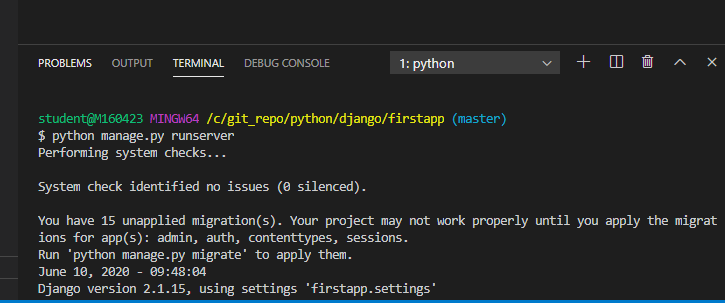 PROBLEMS OUTPUT TERMINAL DEBUG CONSOLE 1: python
student@M160423 MINGW64 /c/git_repo/python/django/firstapp (master)
$ python manage.py runserver
Performing system checks...
System check identified no issues (0 silenced).
You have 15 unapplied migration(s). Your project may not work properly until you apply the migrat
ions for app(s): admin, auth, contenttypes, sessions.
Run 'python manage.py migrate' to apply them.
June 10, 2020 - 09:48:04
Django version 2.1.15, using settings 'firstapp.settings'